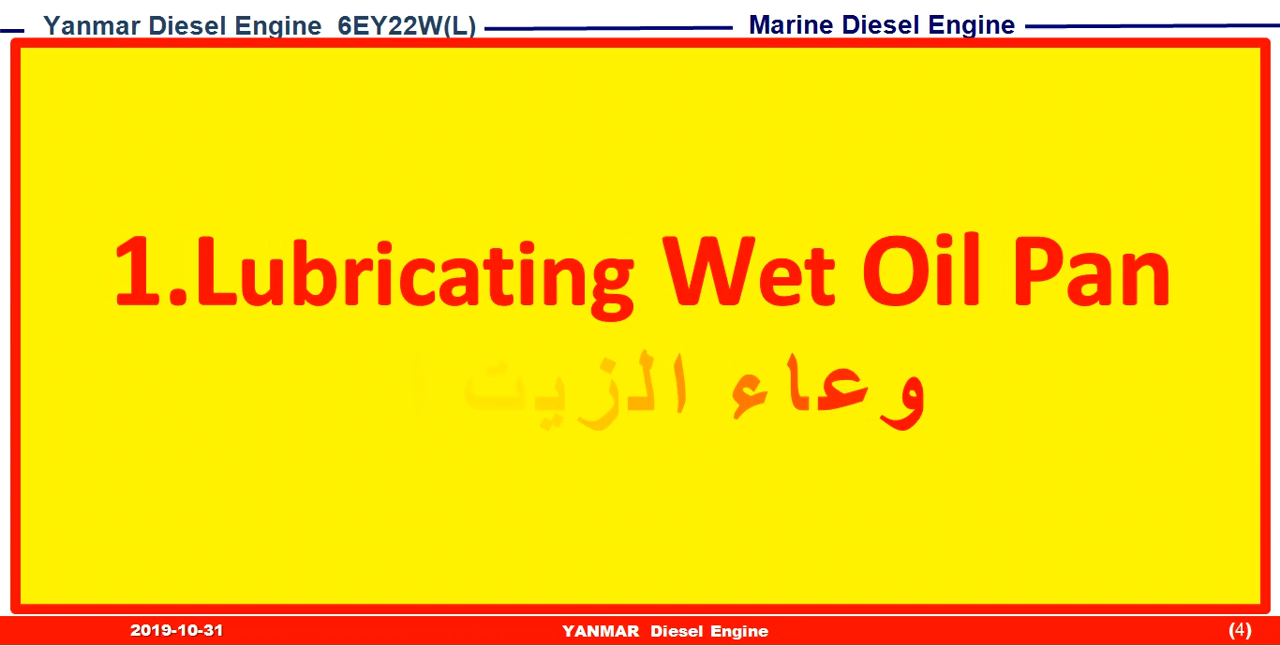 Yanmar Diesel Engine 6EY22W(L) Marine Diesel Engine
1.Lubricating Wet Oil Pan
وعاء الزيت
2019-10-31 YANMAR Diesel Engine (4)